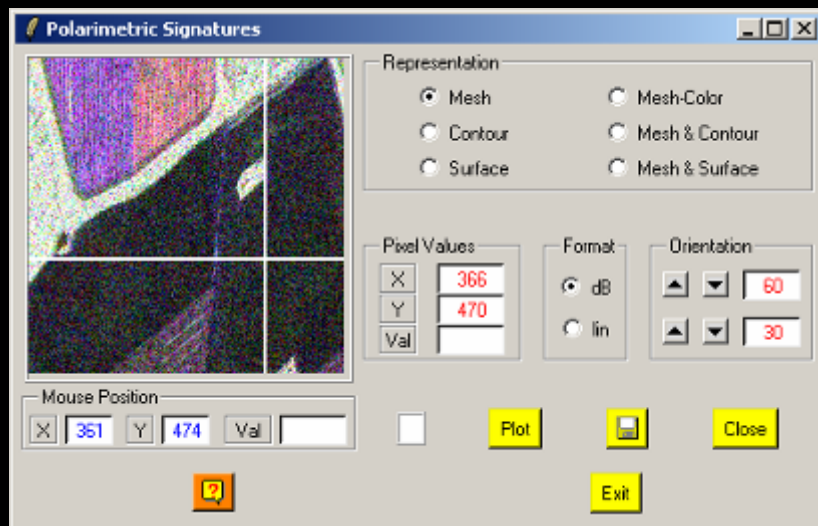 Polarimetric Signatures
Representation
Mesh Mesh-Color
Contour Mesh & Contour
Surface Mesh & Surface
Pixel Values Format Orientation
X 366 dB 60
Y 470
Val lin 30
Mouse Position
X 361 Y 474 Val
Plot Close
? Exit